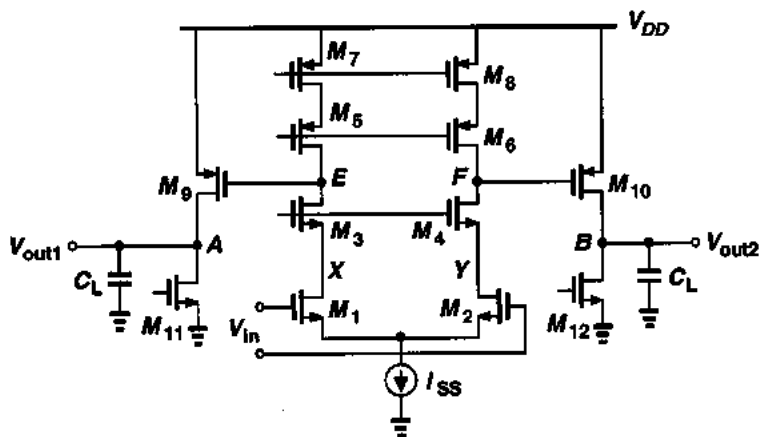 V_DD
M_7
M_8
M_5
M_6
E
F
M_9
M_10
M_3
M_4
V_out1
A
B
V_out2
C_L
X
Y
C_L
M_11
M_1
M_2
M_12
V_in
I_SS